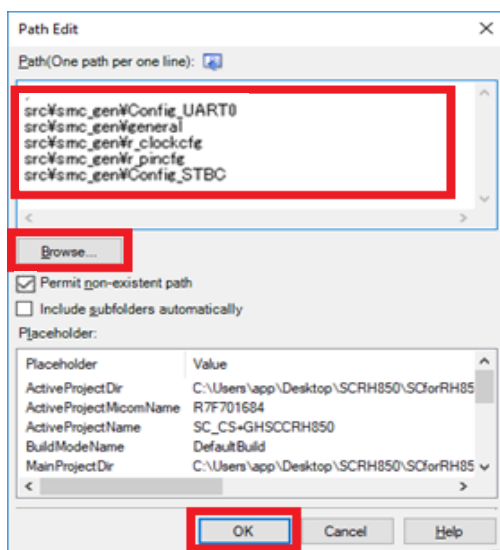 Path Edit
Path(One path per one line):
.
src¥smc_gen¥Config_UART0
src¥smc_gen¥general
src¥smc_gen¥r_clockcfg
src¥smc_gen¥r_pincfg
src¥smc_gen¥Config_STBC
Browse...
Permit non-existent path
Include subfolders automatically
Placeholder:
Placeholder Value
ActiveProjectDir C:\Users\app\Desktop\SCRH850\SCforRH85
ActiveProjectMicomName R7F701684
ActiveProjectName SC_CS+GHSCCRH850
BuildModeName DefaultBuild
MainProjectDir C:\Users\app\Desktop\SCRH850\SCforRH85
OK Cancel Help